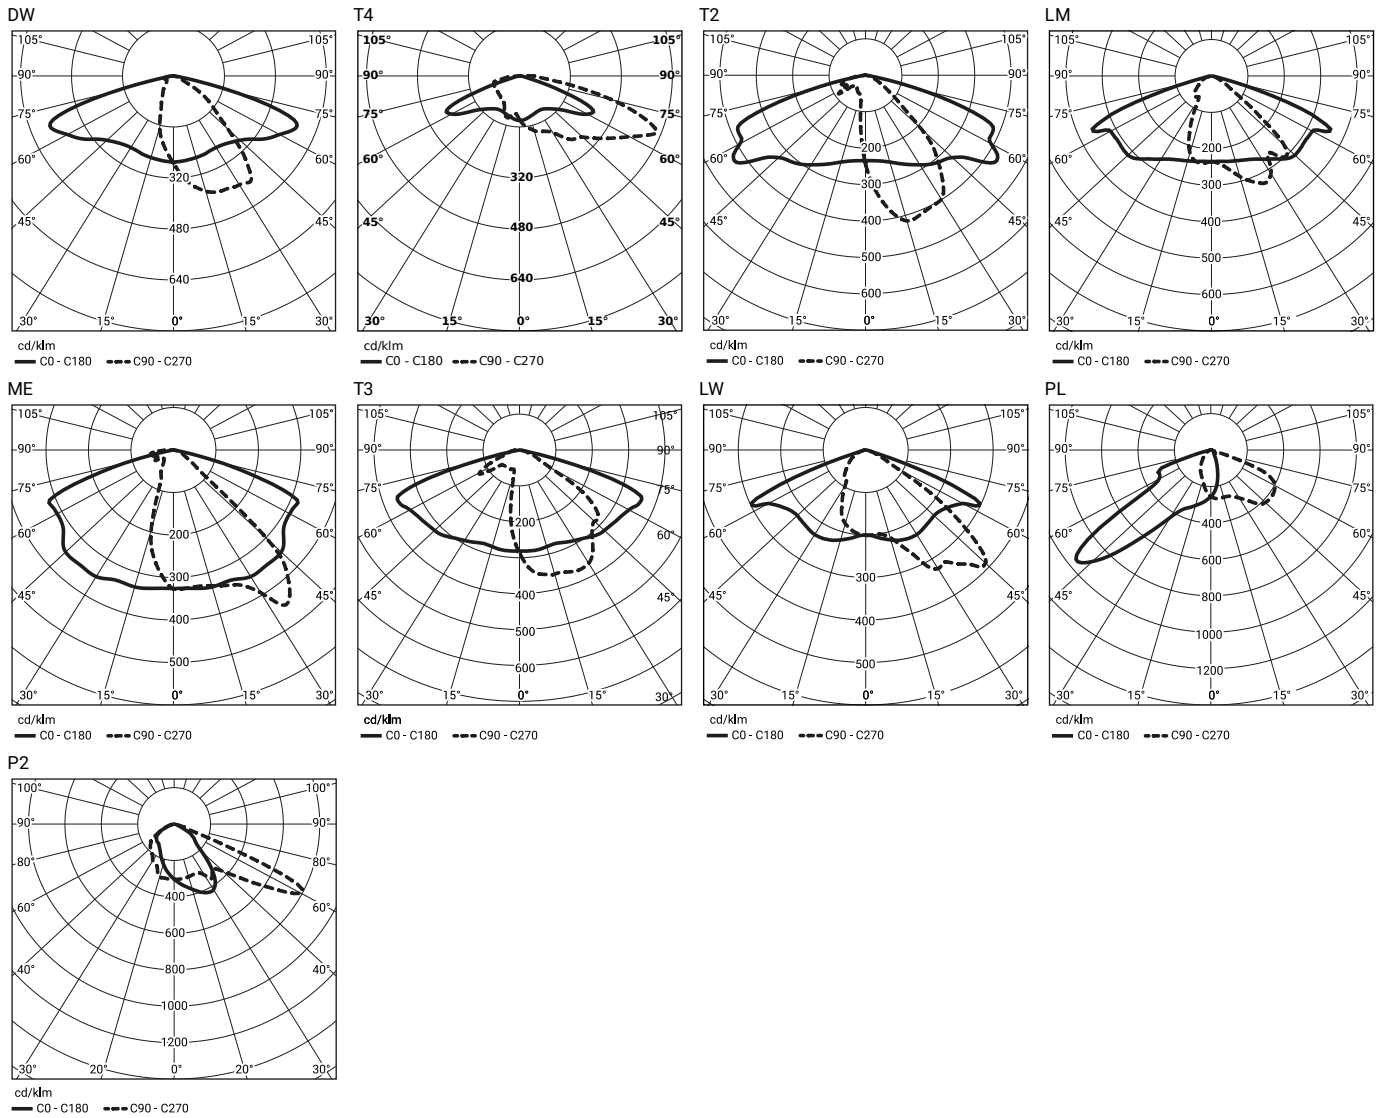 DW
105° 105°
90° 90°
75° 75°
60° 60°
320
45° 480 45°
640
30° 15° 0° 15° 30°
cd/klm
C0 - C180 C90 - C270
T4
105° 105°
90° 90°
75° 75°
60° 60°
320
45° 480 45°
640
30° 15° 0° 15° 30°
cd/klm
C0 - C180 C90 - C270
T2
105° 105°
90° 90°
75° 75°
200
60° 60°
300
45° 400 45°
500
600
30° 15° 0° 15° 30°
cd/klm
C0 - C180 C90 - C270
LM
105° 105°
90° 90°
75° 75°
200
60° 60°
300
45° 400 45°
500
600
30° 15° 0° 15° 30°
cd/klm
C0 - C180 C90 - C270
ME
105° 105°
90° 90°
75° 75°
60° 200 60°
300
45° 45°
400
500
30° 15° 0° 15° 30°
cd/klm
C0 - C180 C90 - C270
T3
105° 105°
90° 90°
75° 75°
200
60° 60°
400
45° 45°
500
600
30° 15° 0° 15° 30°
cd/klm
C0 - C180 C90 - C270
LW
105° 105°
90° 90°
75° 75°
60° 60°
300
45° 45°
400
500
30° 15° 0° 15° 30°
cd/klm
C0 - C180 C90 - C270
PL
105° 105°
90° 90°
75° 75°
400
60° 60°
600
45° 800 45°
1000
1200
30° 15° 0° 15° 30°
cd/klm
C0 - C180 C90 - C270
P2
100° 100°
90° 90°
80° 80°
400
60° 60°
600
40° 800 40°
1000
1200
30° 20° 0° 20° 30°
cd/klm
C0 - C180 C90 - C270